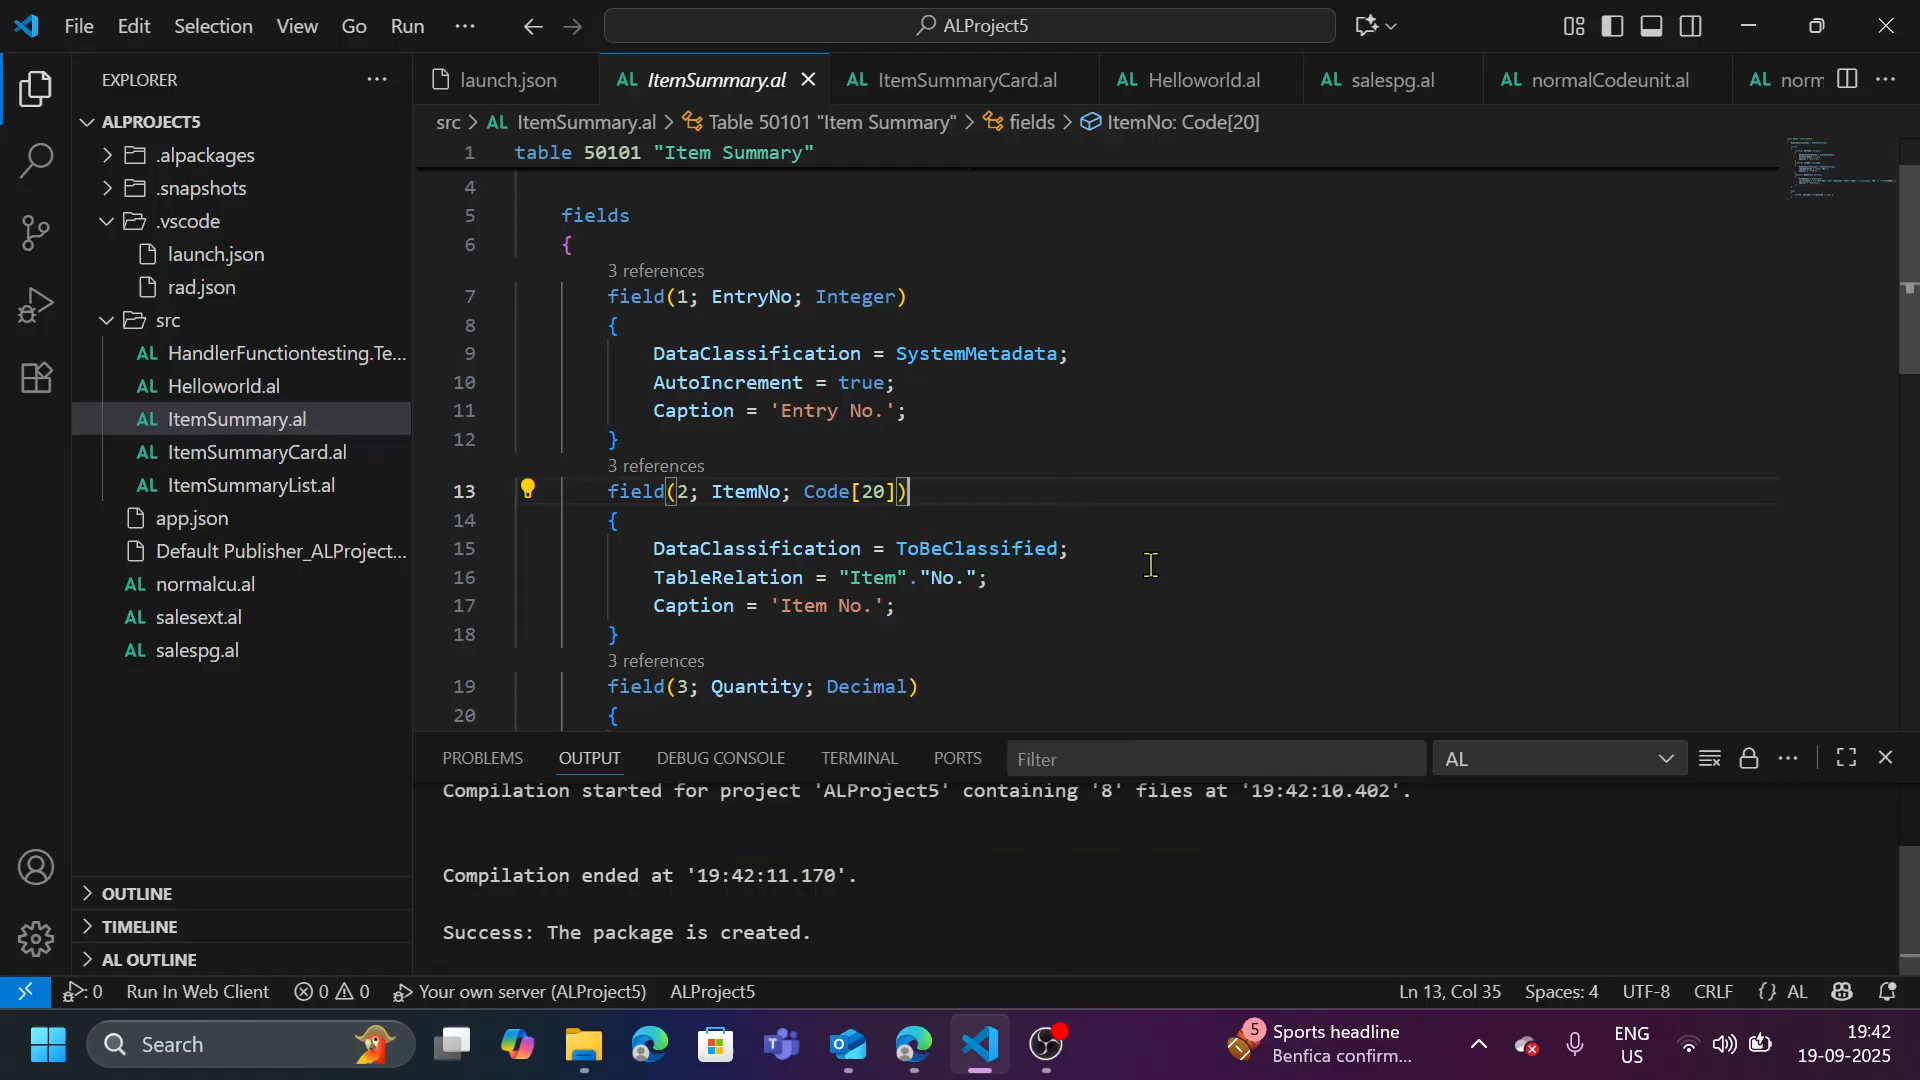 File Edit Selection View Go Run ··· ALProject5
EXPLORER
launch.json
AL ItemSummary.al
AL ItemSummaryCard.al
AL Helloworld.al
AL salespg.al
AL normalCodeunit.al
AL norm
src > AL ItemSummary.al > Table 50101 "Item Summary" > fields > ItemNo: Code[20]
ALPROJECT5
.alpackages
.snapshots
.vscode
launch.json
rad.json
src
AL HandlerFunctiontesting.Te...
AL Helloworld.al
AL ItemSummary.al
AL ItemSummaryCard.al
AL ItemSummaryList.al
app.json
Default Publisher_ALProject...
AL normalcu.al
AL salesext.al
AL salespg.al
OUTLINE
TIMELINE
AL OUTLINE
1 table 50101 "Item Summary"
4
5 fields
6 {
3 references
7 field(1; EntryNo; Integer)
8 {
9 DataClassification = SystemMetadata;
10 AutoIncrement = true;
11 Caption = 'Entry No.';
12 }
3 references
13 field(2; ItemNo; Code[20])
14 {
15 DataClassification = ToBeClassified;
16 TableRelation = "Item"."No.";
17 Caption = 'Item No.';
18 }
3 references
19 field(3; Quantity; Decimal)
20 {
PROBLEMS OUTPUT DEBUG CONSOLE TERMINAL PORTS Filter AL
Compilation started for project 'ALProject5' containing '8' files at '19:42:10.402'.
Compilation ended at '19:42:11.170'.
Success: The package is created.
: 0 Run In Web Client 0 0 Your own server (ALProject5) ALProject5 Ln 13, Col 35 Spaces: 4 UTF-8 CRLF {} AL
Search
5
Sports headline
Benfica confirm...
ENG
US
19:42
19-09-2025